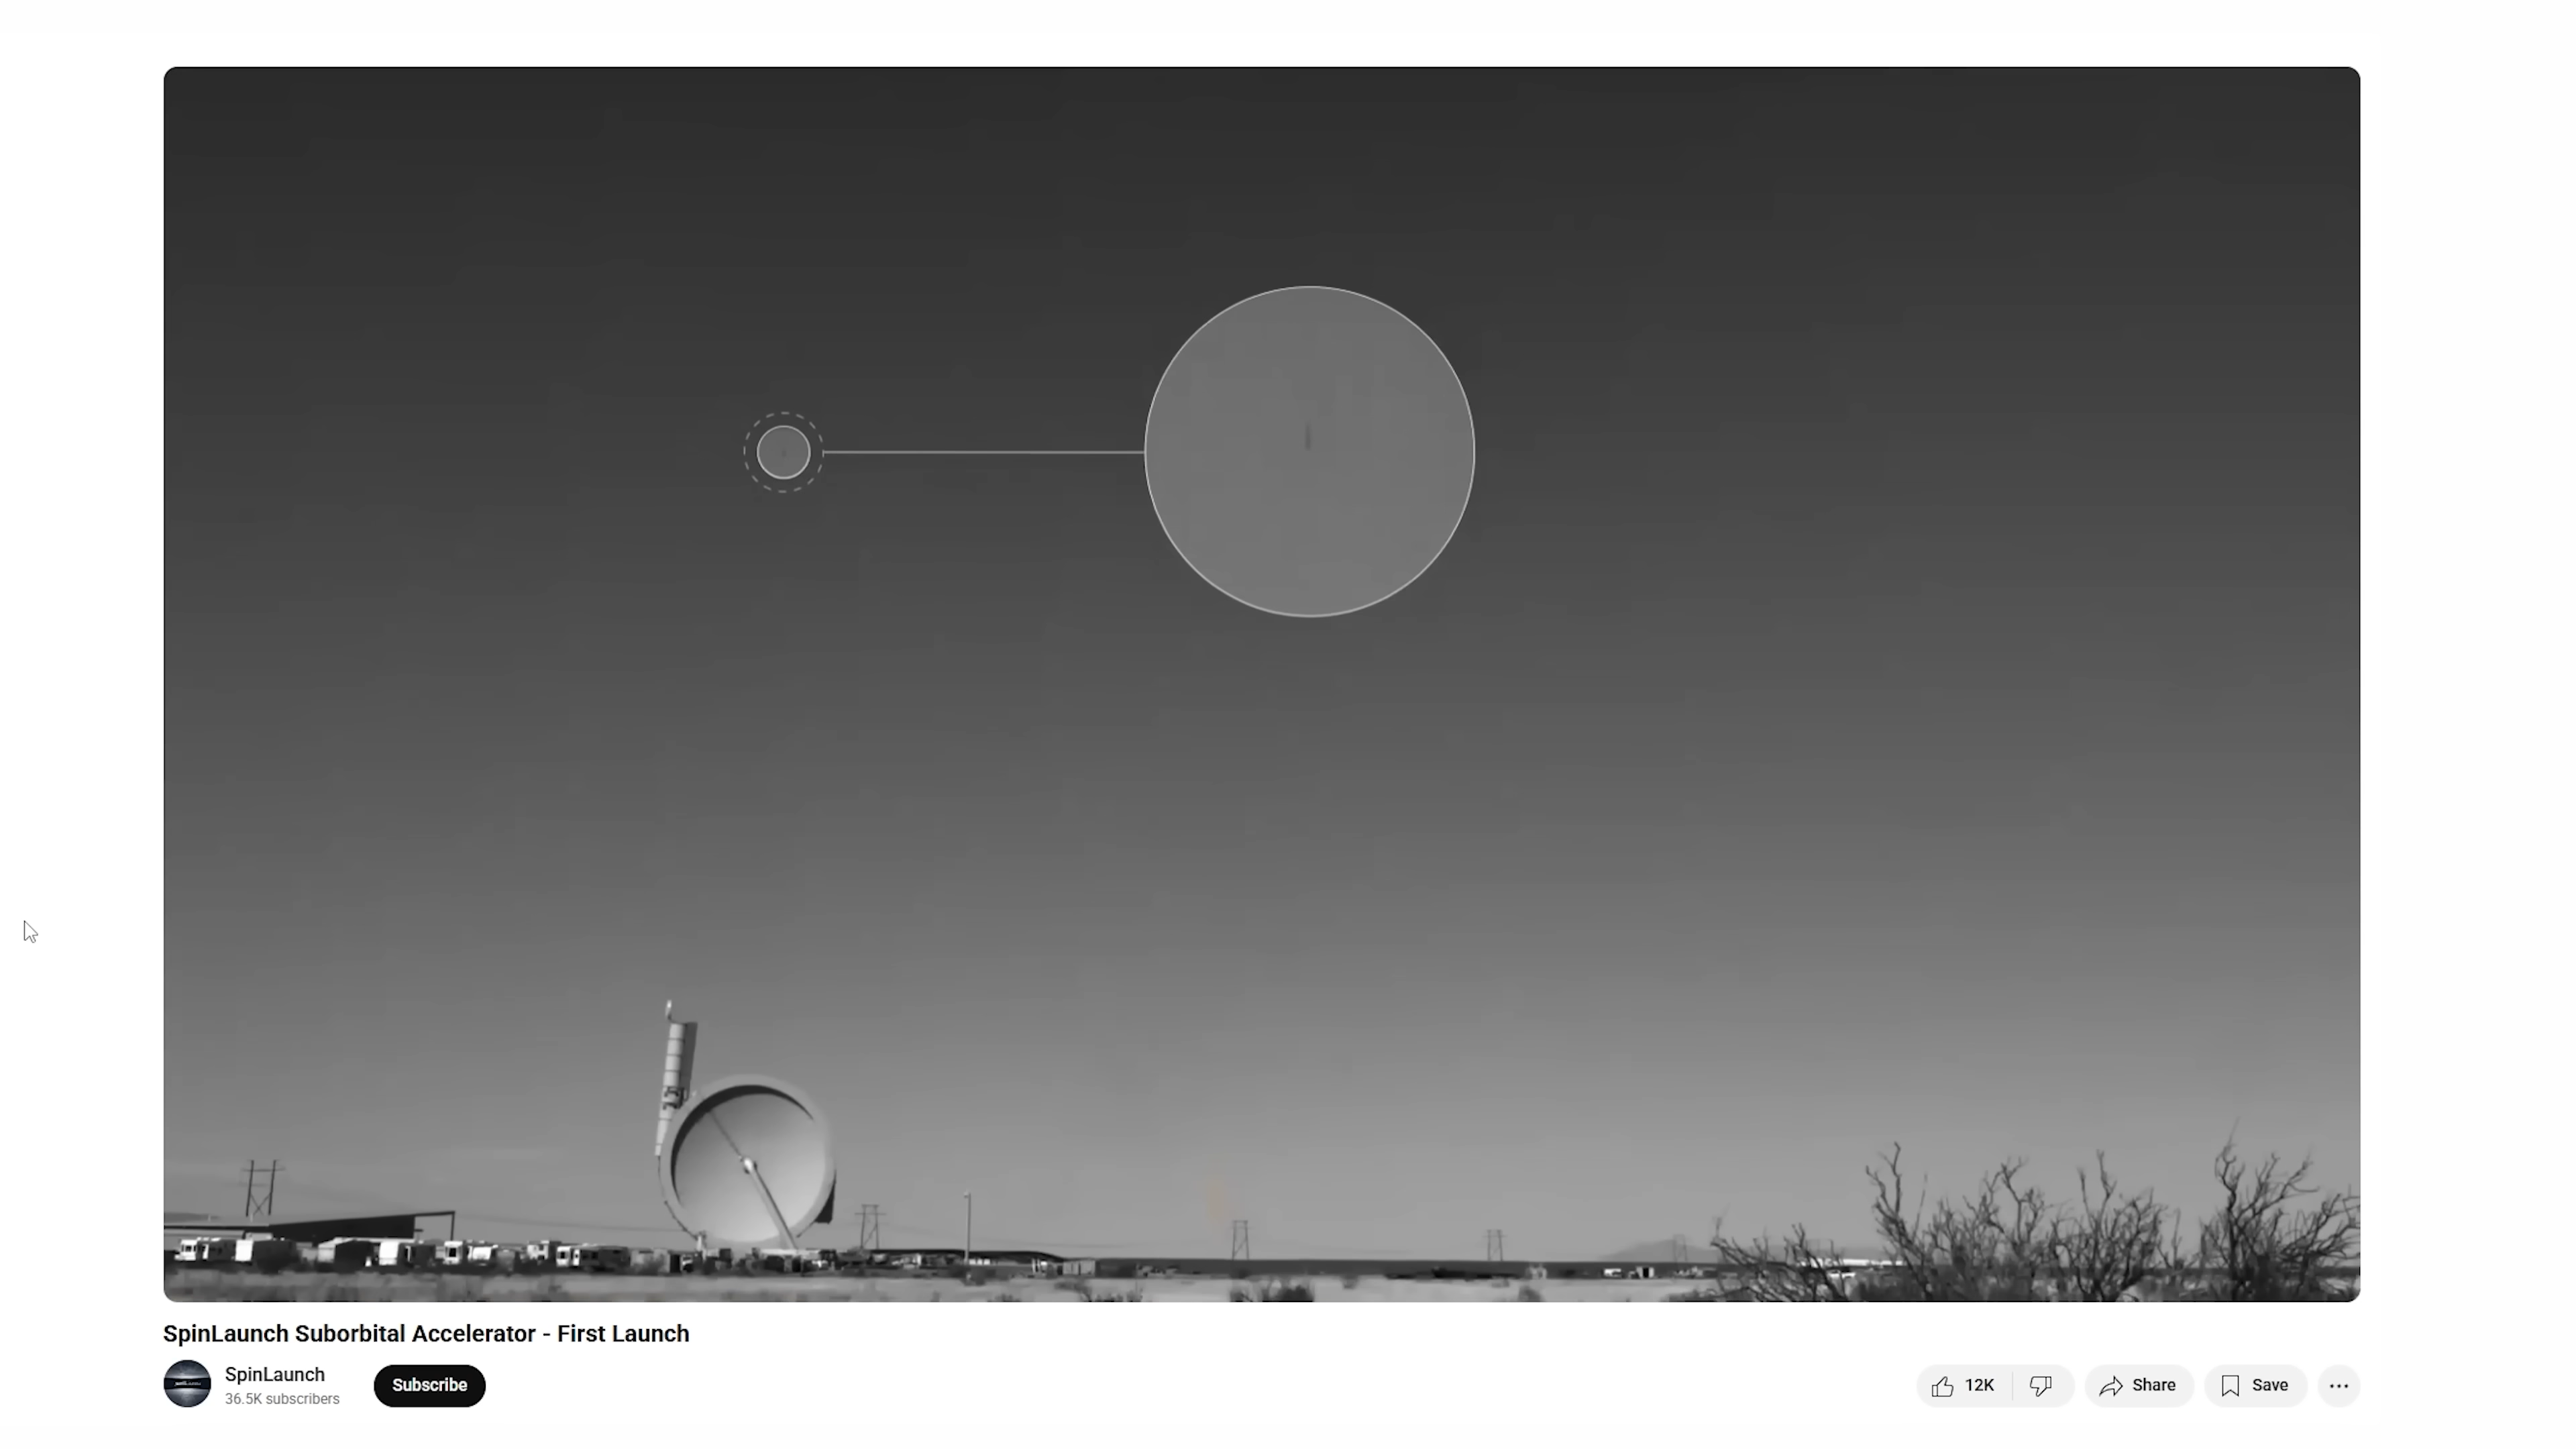 SpinLaunch Suborbital Accelerator - First Launch
SpinLaunch
36.5K subscribers
Subscribe
12K
Share
Save